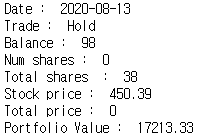 Date :  2020-08-13
Trade :  Hold
Balance :  98
Num shares :  0
Total shares  :  38
Stock price :  450.39
Total price :  0
Portfolio Value :  17213.33